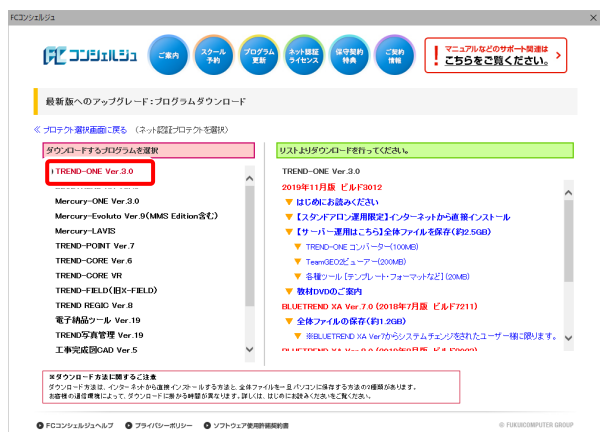 FCコンシェルジュ
FC コンシェルジュ
ご案内
スクール予約
プログラム更新
ネット認証ライセンス
保守契約特典
ご契約情報
マニュアルなどのサポート関連は
こちらをご覧ください。
最新版へのアップグレード：プログラムダウンロード
≪ プロテクト選択画面に戻る （ネット認証プロテクトを選択）
ダウンロードするプログラムを選択
TREND-ONE Ver.3.0
Mercury-ONE Ver.3.0
Mercury-Evoluto Ver.9(MMS Edition含む)
Mercury-LAVIS
TREND-POINT Ver.7
TREND-CORE Ver.6
TREND-CORE VR
TREND-FIELD(旧X-FIELD)
TREND REGIC Ver.8
電子納品ツール Ver.19
TREND写真管理 Ver.19
工事完成図CAD Ver.5
リストよりダウンロードを行ってください。
TREND-ONE Ver.3.0
2019年11月版 ビルド3012
▼ はじめにお読みください
▼ 【スタンドアロン運用限定】インターネットから直接インストール
▼ 【サーバー運用はこちら】全体ファイルを保存(約2.5GB)
▼ TREND-ONE コンバーター(100MB)
▼ TeamGEO2ビューアー(200MB)
▼ 各種ツール [テンプレート・フォーマットなど] (20MB)
▼ 教材DVDのご案内
BLUETREND XA Ver.7.0 (2018年7月版 ビルド7211)
▼ 全体ファイルの保存(約1.2GB)
▼ ※BLUETREND XA Ver7からシステムチェンジをされたユーザー様に限ります。
※ダウンロード方法に関するご注意
ダウンロード方法は、インターネットから直接インストールする方法と、全体ファイルを一旦パソコンに保存する方法の2種類があります。
お客様の通信環境によって、ダウンロードに掛かる時間が異なります。詳しくは、はじめにお読みくださいをご覧ください。
FCコンシェルジュヘルプ プライバシーポリシー ソフトウェア使用許諾契約書
© FUKUICOMPUTER GROUP